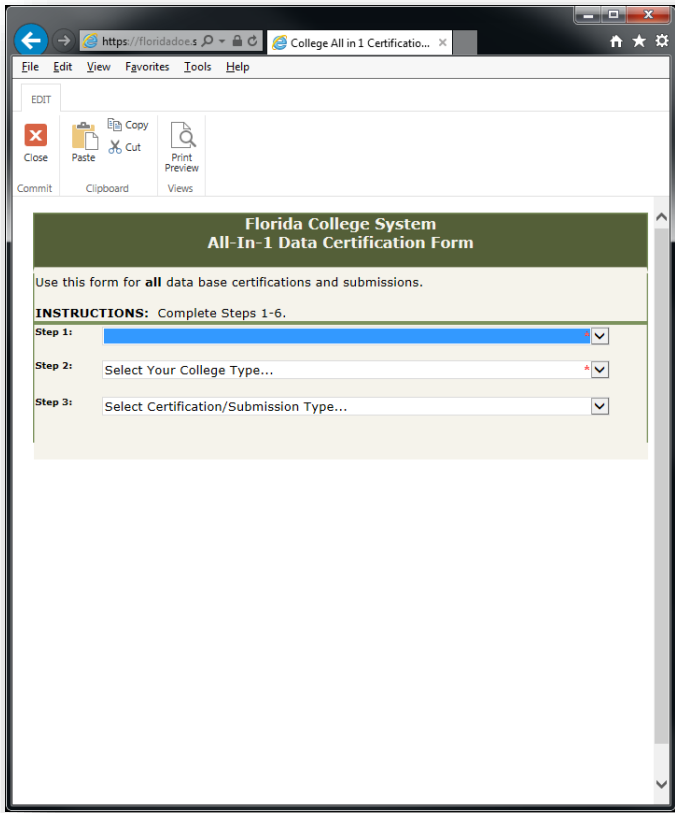 https://floridadoe.s
College All in 1 Certificatio...
File Edit View Favorites Tools Help
EDIT
Close
Paste
Copy
Cut
Print
Preview
Commit
Clipboard
Views
Florida College System
All-In-1 Data Certification Form
Use this form for all data base certifications and submissions.
INSTRUCTIONS: Complete Steps 1-6.
Step 1: *
Step 2: Select Your College Type... *
Step 3: Select Certification/Submission Type...